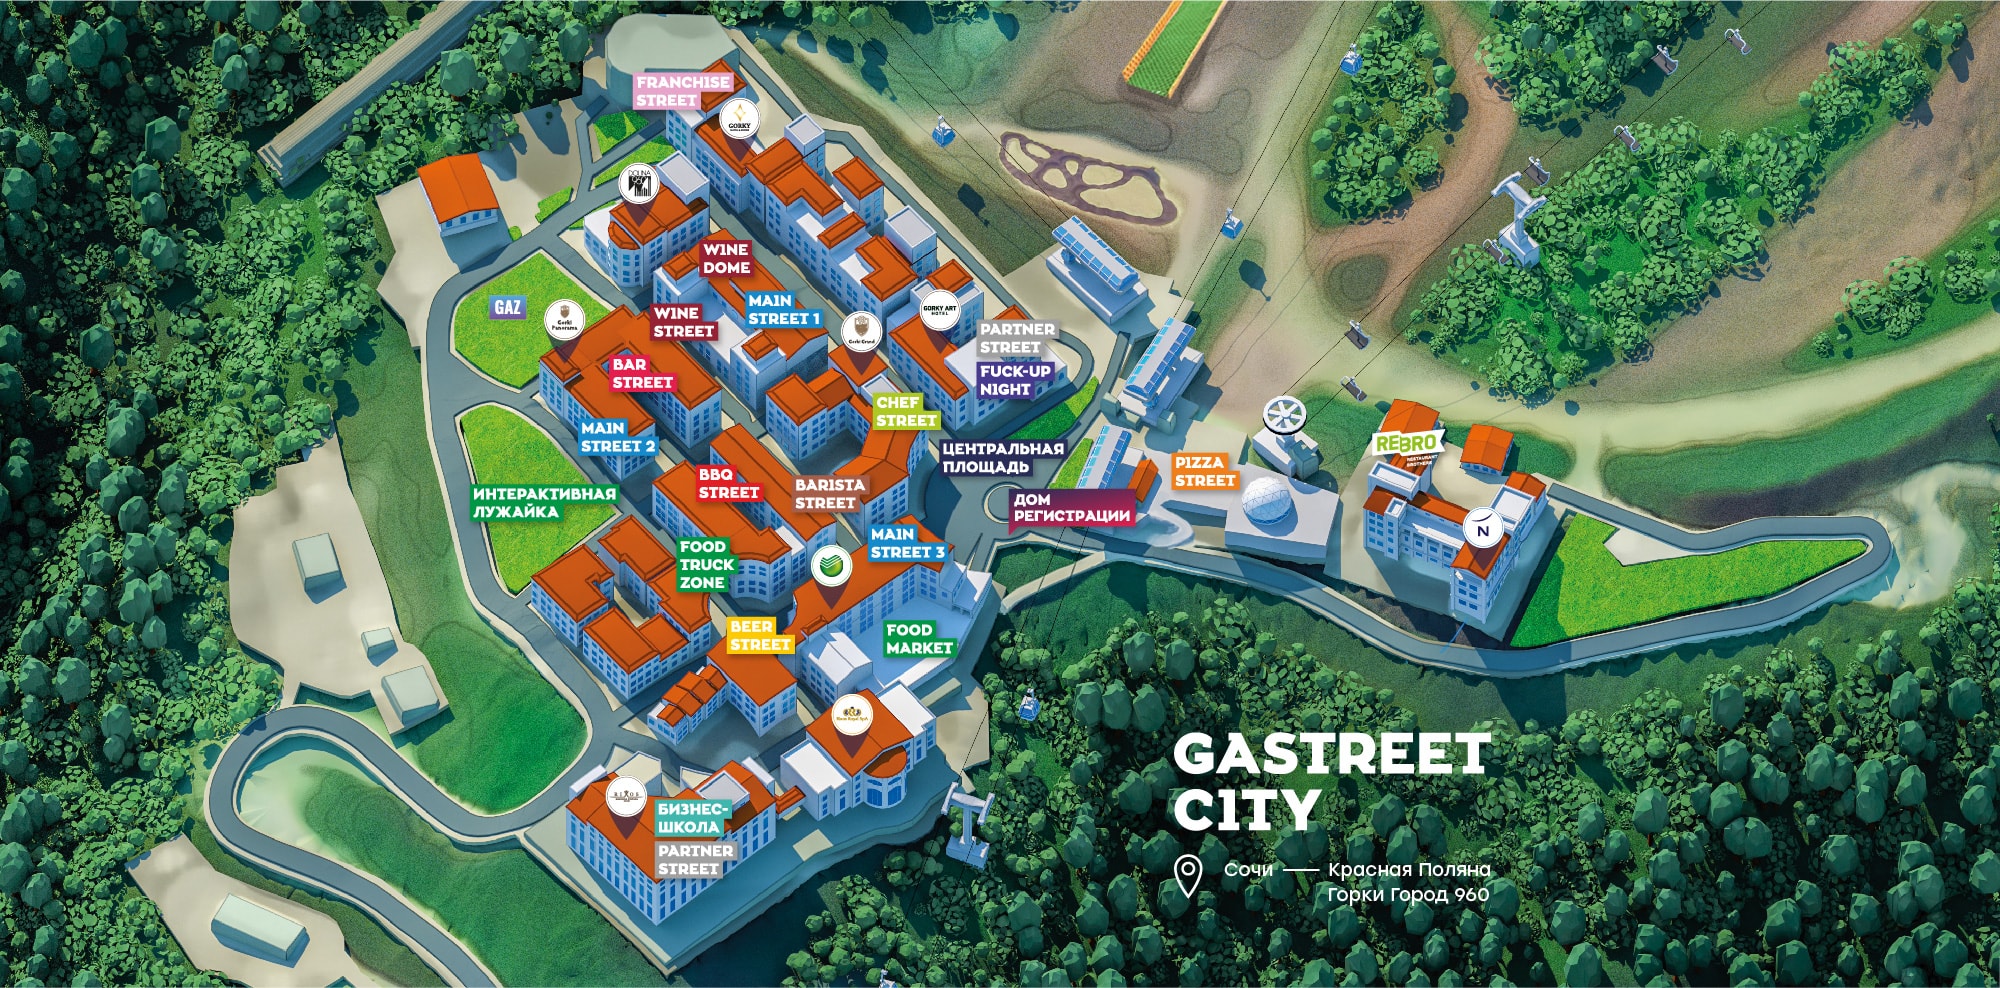 FRANCHISE
STREET
GORKY
DOLINA
960
WINE
DOME
GAZ
Gorki
Panorama
WINE
STREET
MAIN
STREET 1
Gorki Grand
GORKY ART
HOTEL
PARTNER
STREET
FUCK-UP
NIGHT
BAR
STREET
CHEF
STREET
MAIN
STREET 2
ЦЕНТРАЛЬНАЯ
ПЛОЩАДЬ
REBRO
RESTAURANT
BROTHERS
PIZZA
STREET
BBQ
STREET
BARISTA
STREET
ИНТЕРАКТИВНАЯ
ЛУЖАЙКА
ДОМ
РЕГИСТРАЦИИ
N
MAIN
STREET 3
FOOD
TRUCK
ZONE
BEER
STREET
FOOD
MARKET
БИЗНЕС-
ШКОЛА
PARTNER
STREET
GASTREET
CITY
Сочи — Красная Поляна
Горки Город 960